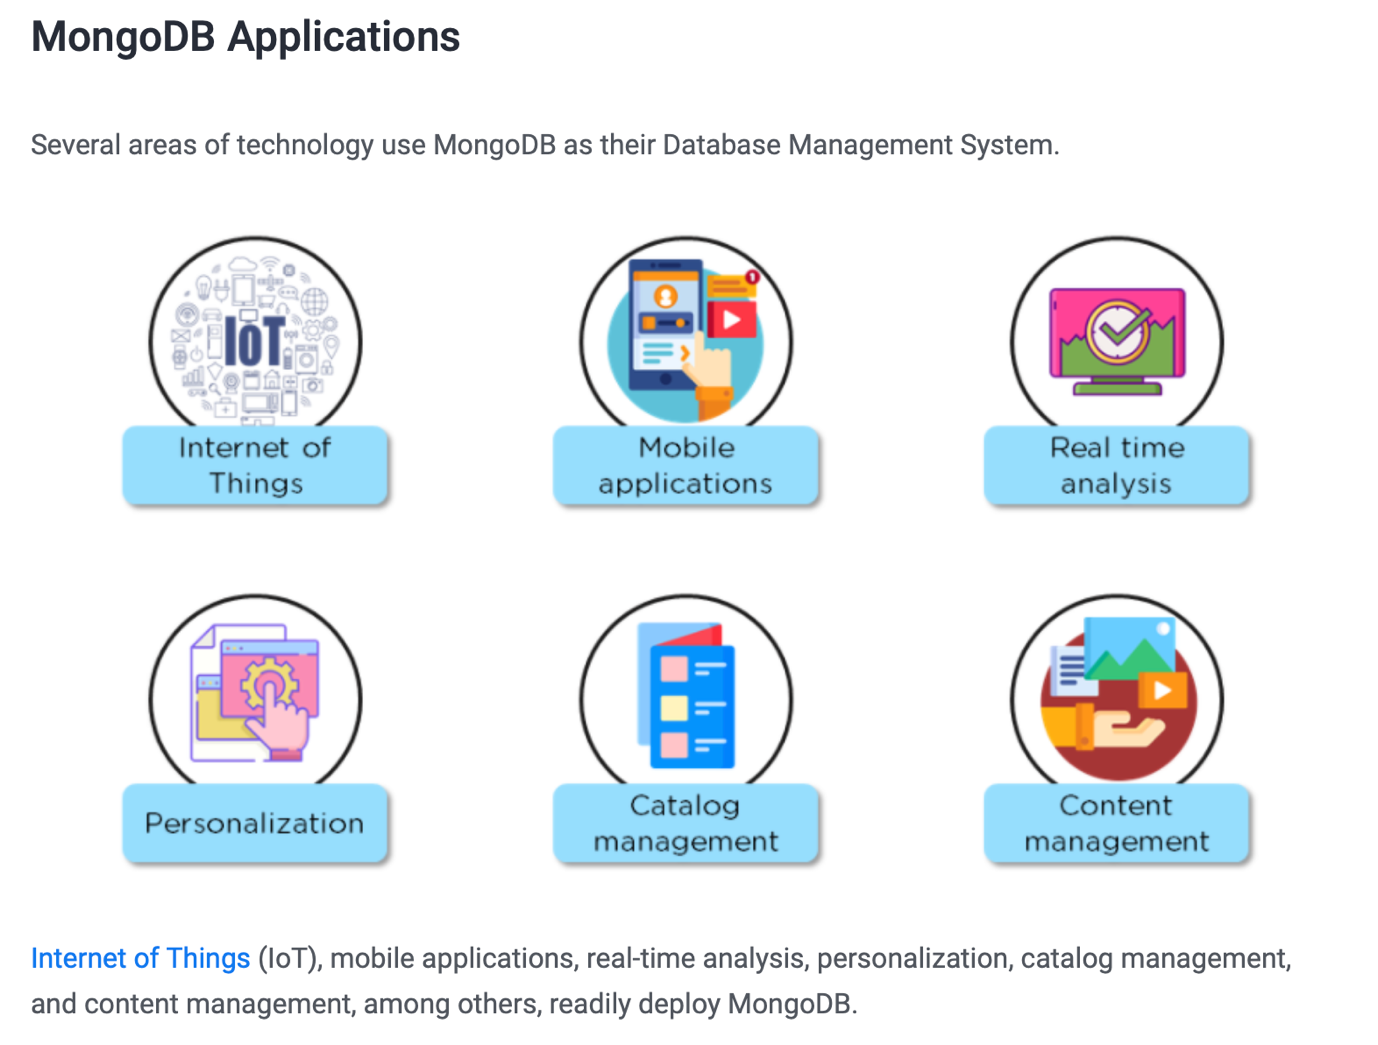 MongoDB Applications
Several areas of technology use MongoDB as their Database Management System.
IoT
1
Internet of
Things
Mobile
applications
Real time
analysis
Personalization
Catalog
management
Content
management
Internet of Things (IoT), mobile applications, real-time analysis, personalization, catalog management,
and content management, among others, readily deploy MongoDB.